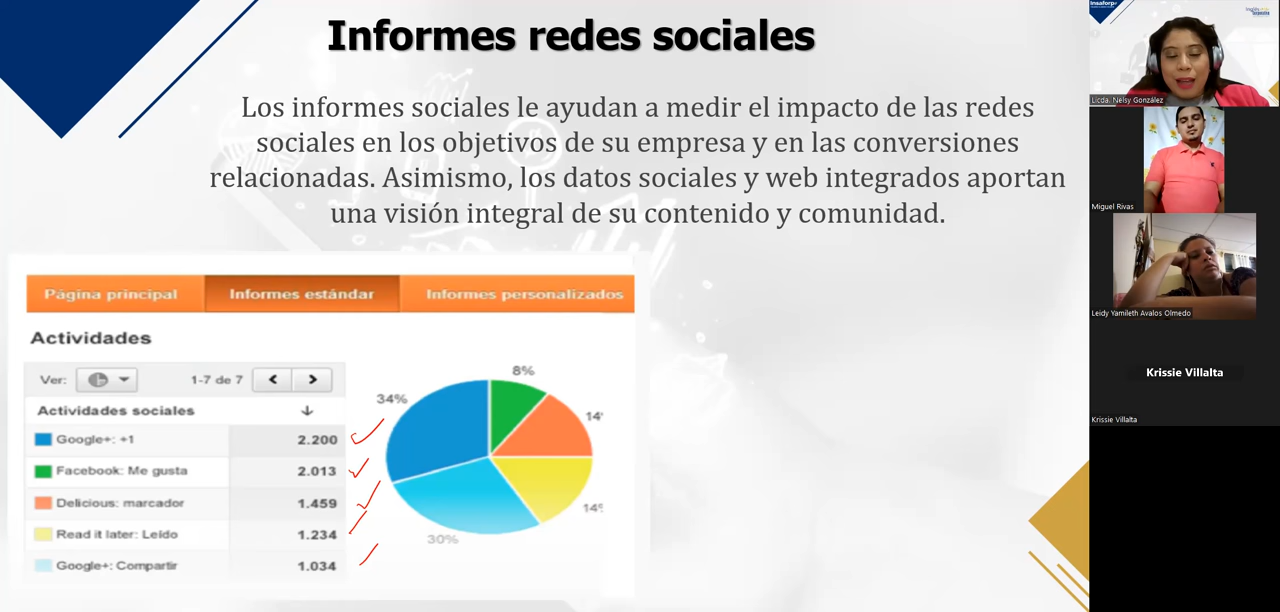 Informes redes sociales
Los informes sociales le ayudan a medir el impacto de las redes
sociales en los objetivos de su empresa y en las conversiones
relacionadas. Asimismo, los datos sociales y web integrados aportan
una visión integral de su contenido y comunidad.
Página principal
Informes estándar
Informes personalizados
Actividades
Ver:
1-7 de 7
Actividades sociales
Google+: +1 2.200
Facebook: Me gusta 2.013
Delicious: marcador 1.459
Read it later: Leído 1.234
Google+: Compartir 1.034
8%
34%
14
14
30%
Insaforp
Licda. Nelsy González
Miguel Rivas
Leidy Yamileth Avalos Olmedo
Krissie Villalta
Krissie Villalta